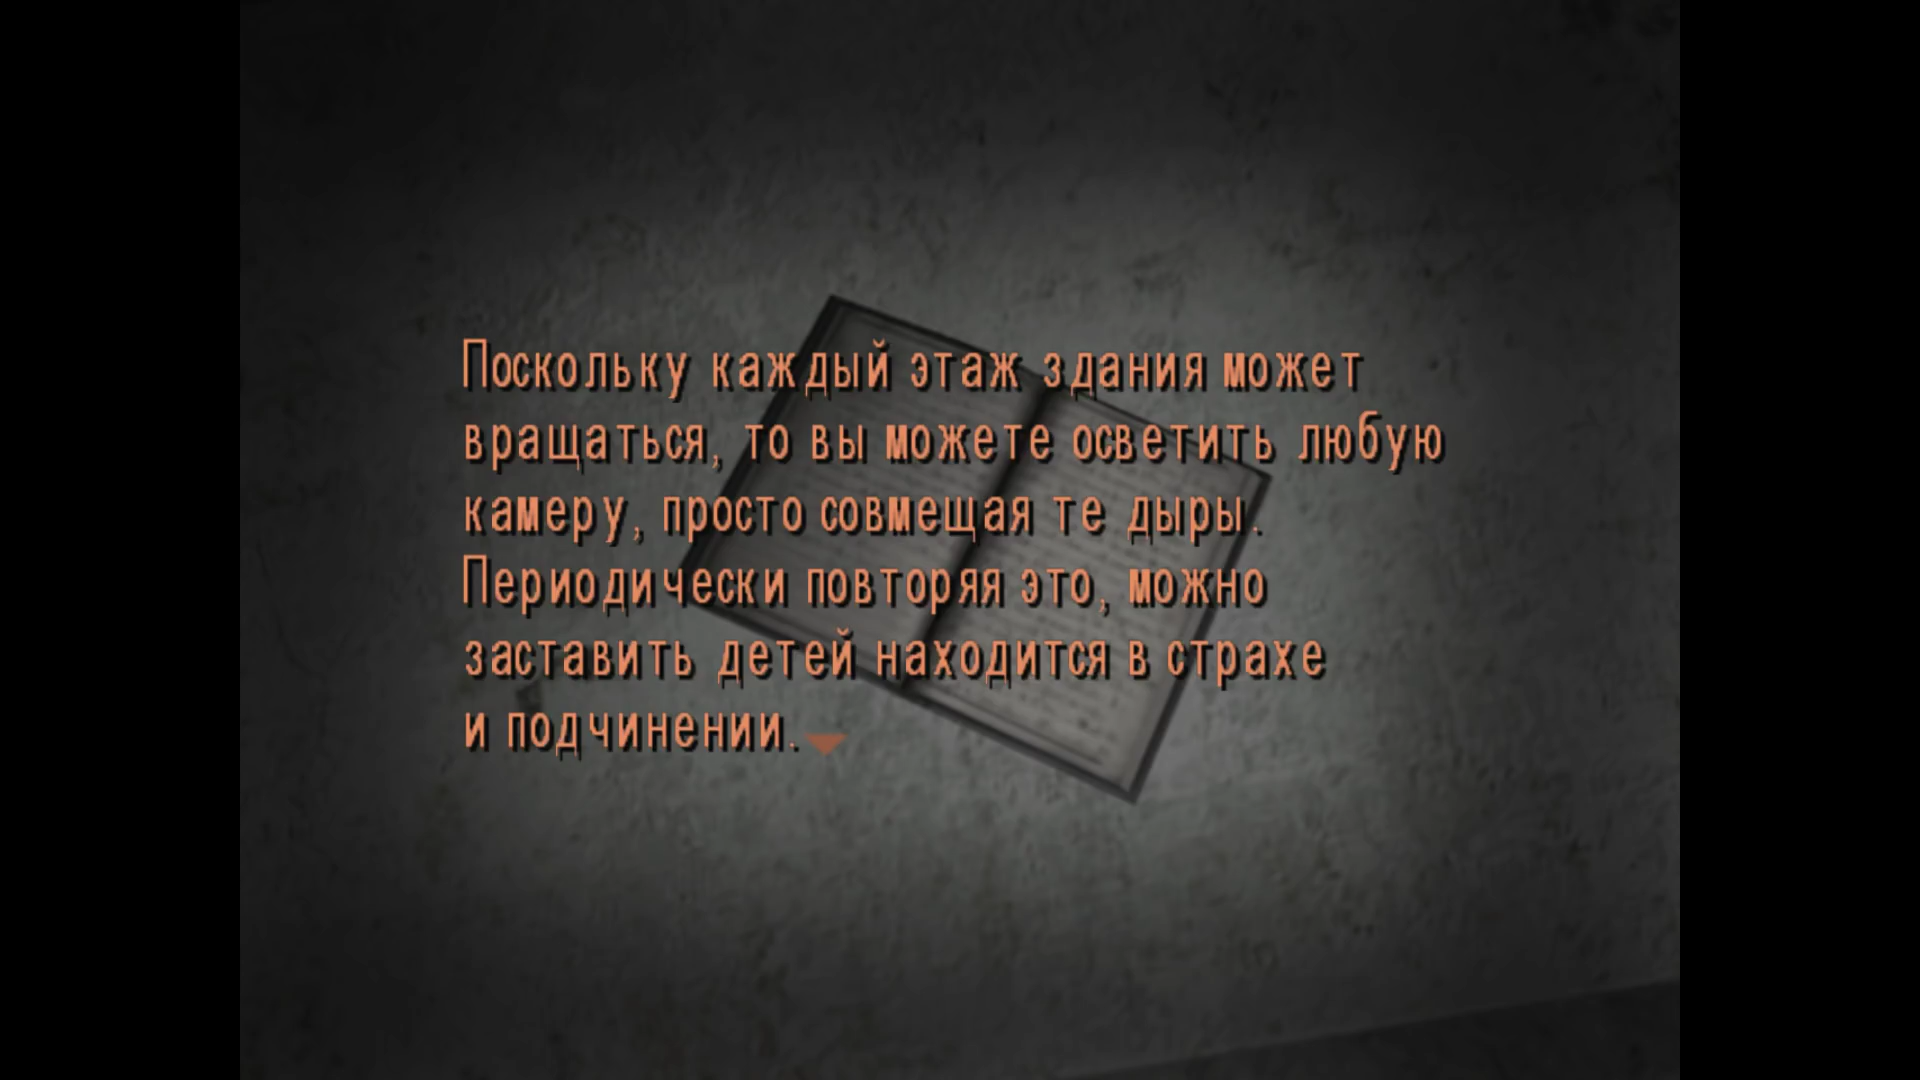 Поскольку каждый этаж здания может
вращаться, то вы можете осветить любую
камеру, просто совмещая те дыры.
Периодически повторяя это, можно
заставить детей находится в страхе
и подчинении.